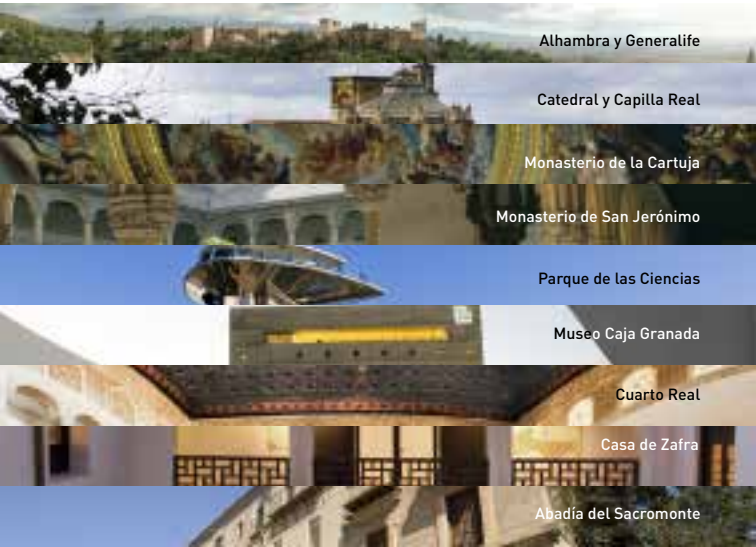 Alhambra y Generalife
Catedral y Capilla Real
Monasterio de la Cartuja
Monasterio de San Jerónimo
Parque de las Ciencias
Museo Caja Granada
Cuarto Real
Casa de Zafra
Abadía del Sacromonte